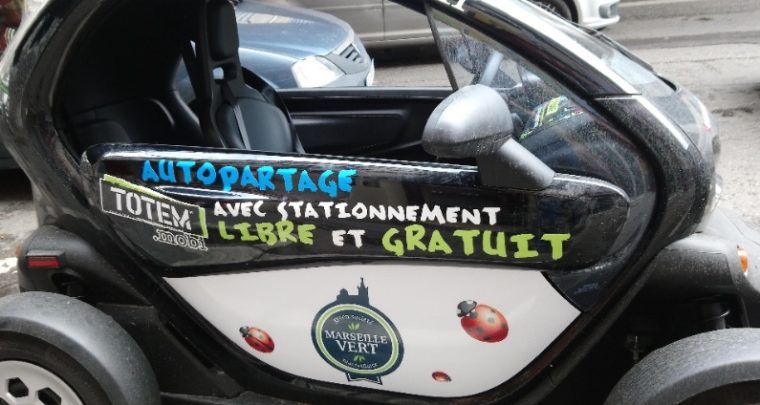 AUTOPARTAGE
TOTEM
.mobi
AVEC STATIONNEMENT
LIBRE ET GRATUIT
MARSEILLE
VERT